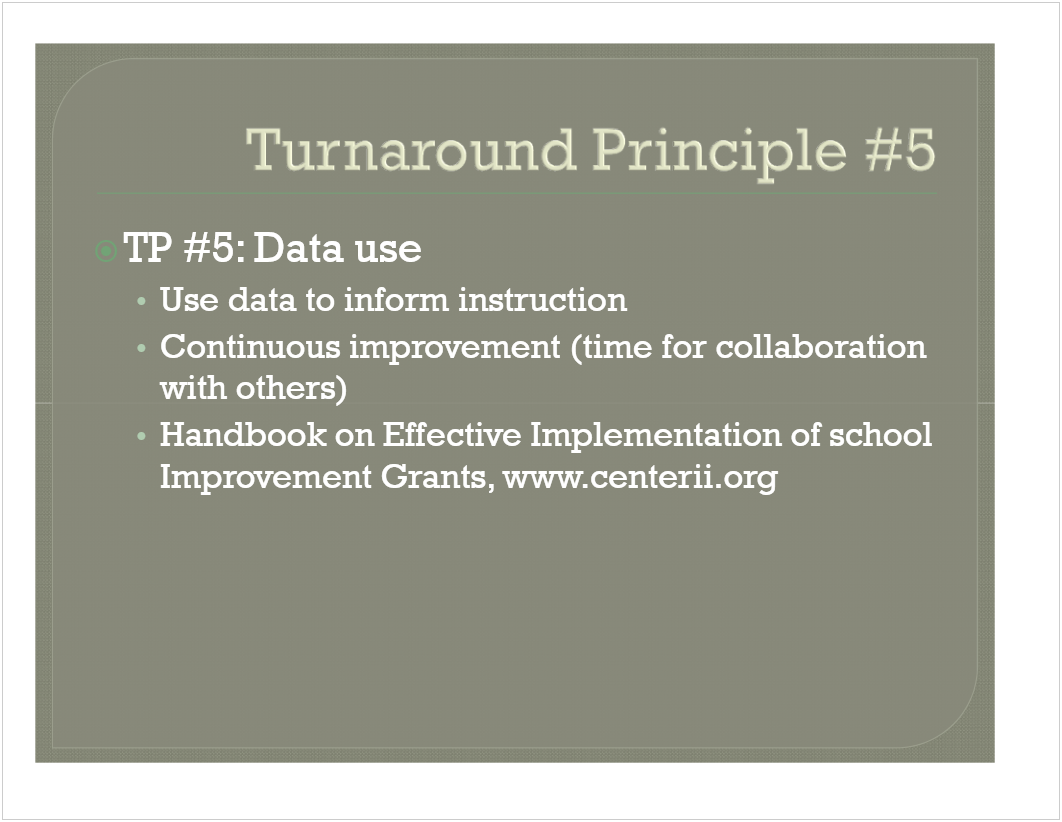 Turnaround Principle #5
TP #5: Data use
Use data to inform instruction
Continuous improvement (time for collaboration
with others)
Handbook on Effective Implementation of school
Improvement Grants, www.centerii.org